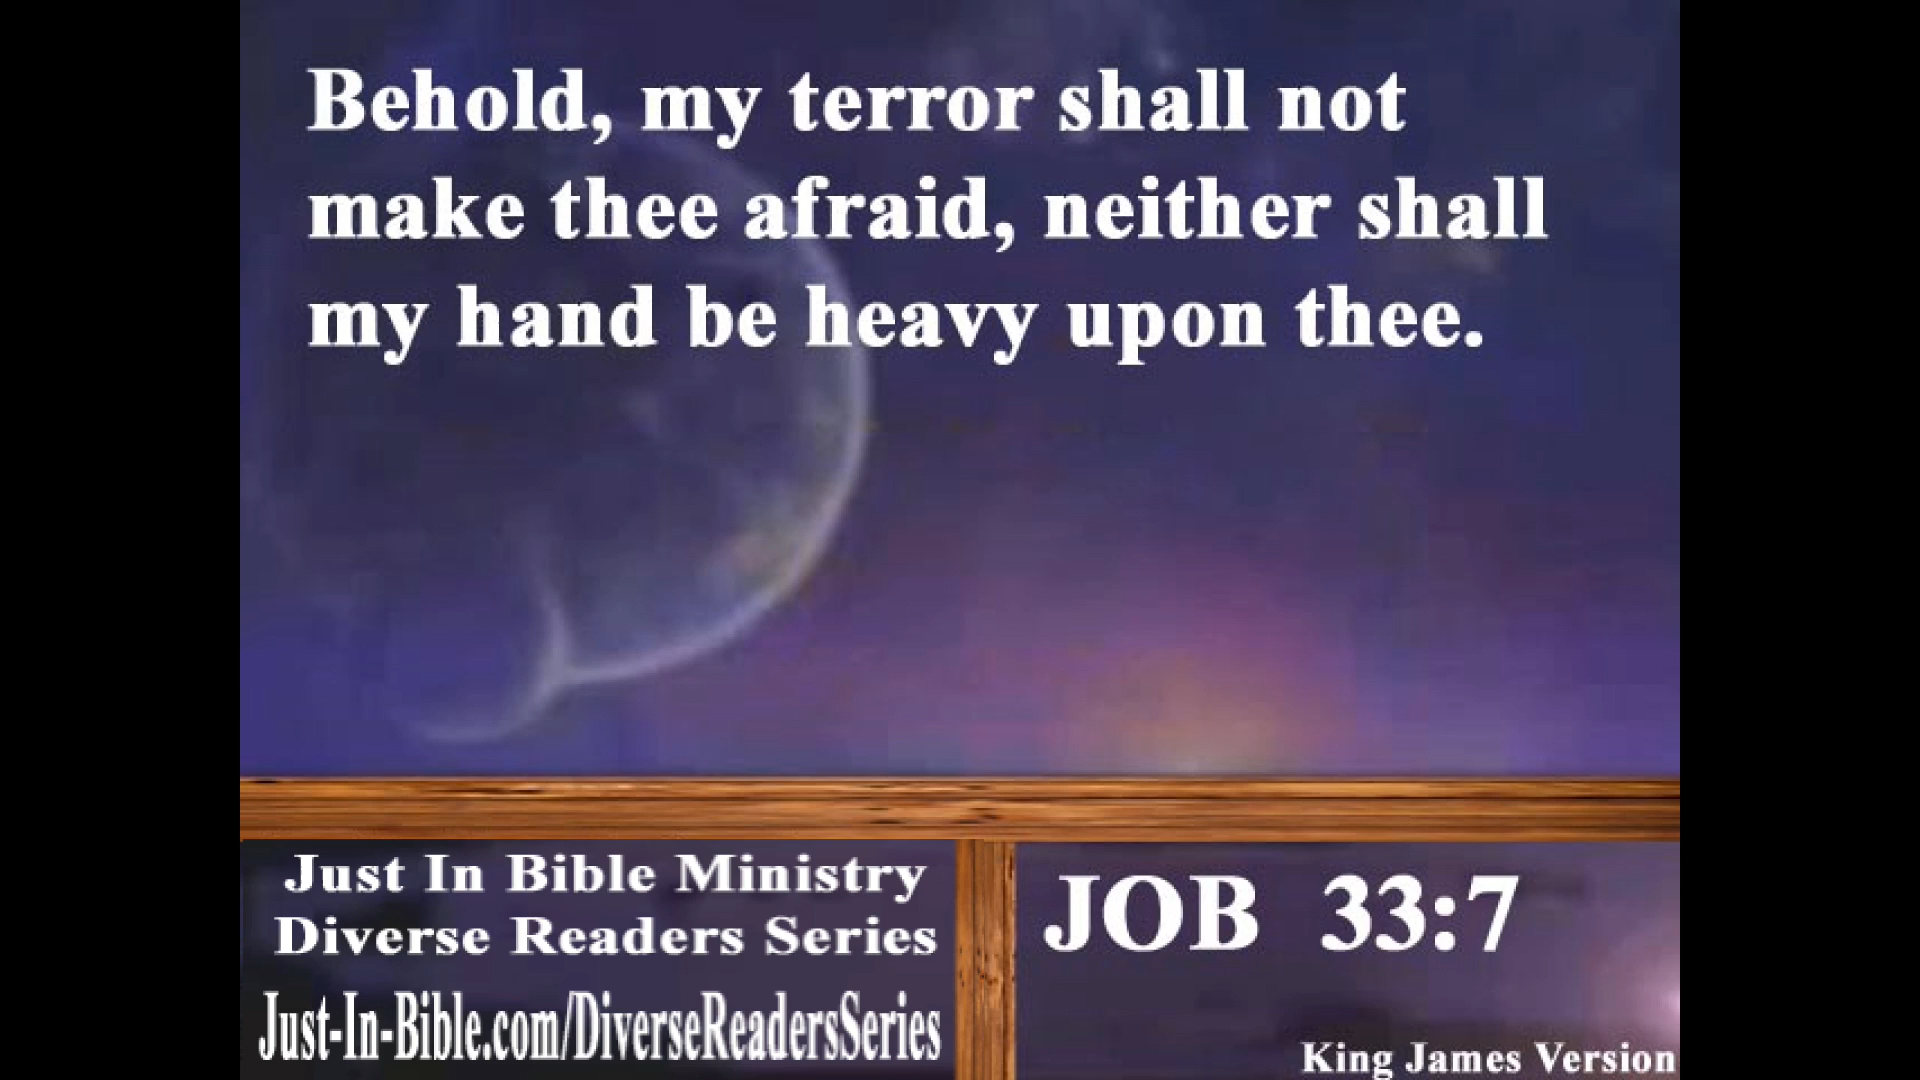 Behold, my terror shall not
make thee afraid, neither shall
my hand be heavy upon thee.
Just In Bible Ministry
Diverse Readers Series
Just-In-Bible.com/DiverseReadersSeries
JOB 33:7
King James Version